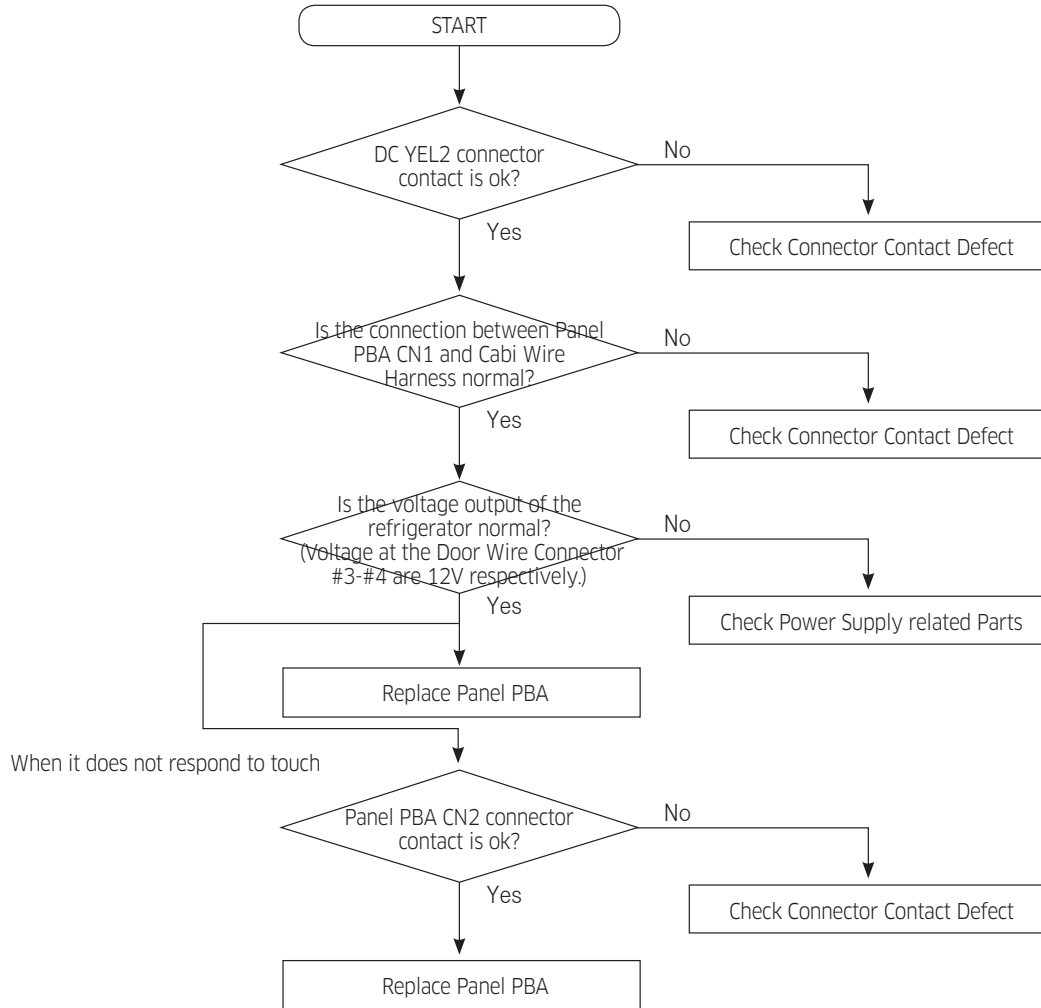 START
DC YEL2 connector
contact is ok?
No
Yes
Check Connector Contact Defect
Is the connection between Panel
PBA CN1 and Cabi Wire
Harness normal?
No
Yes
Check Connector Contact Defect
Is the voltage output of the
refrigerator normal?
(Voltage at the Door Wire Connector
#3-#4 are 12V respectively.)
No
Yes
Check Power Supply related Parts
Replace Panel PBA
When it does not respond to touch
Panel PBA CN2 connector
contact is ok?
No
Yes
Check Connector Contact Defect
Replace Panel PBA